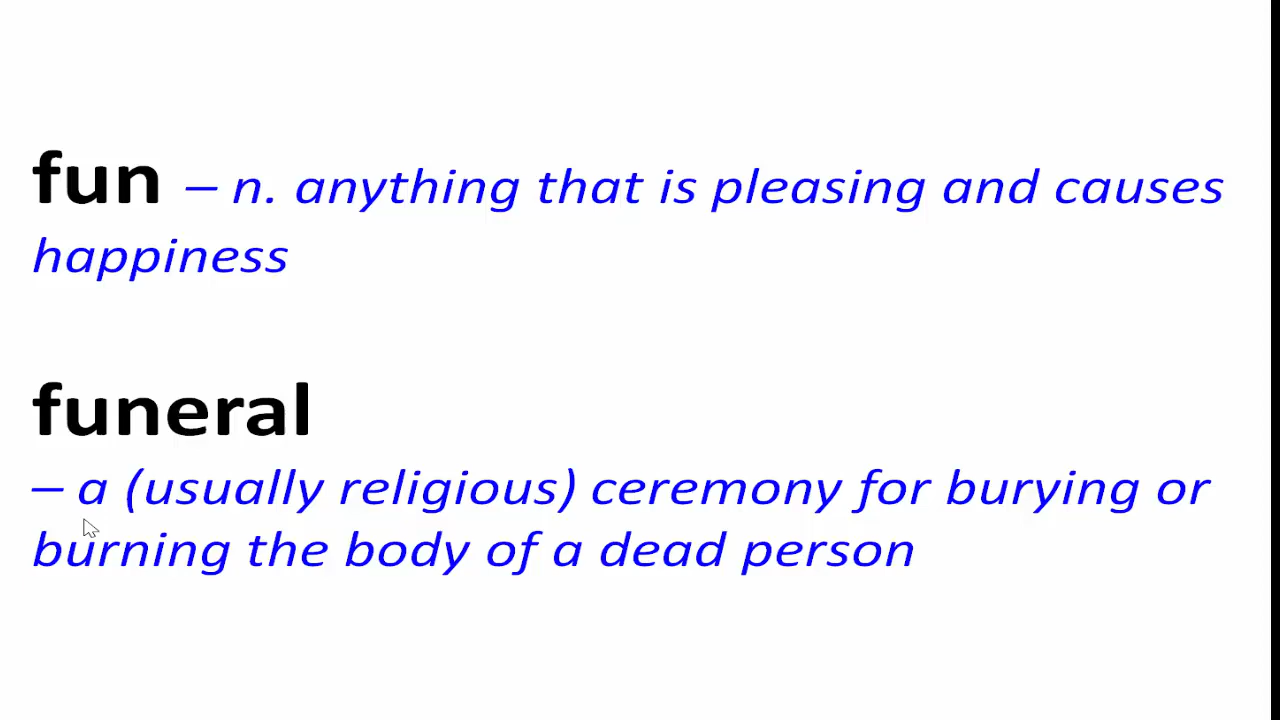 fun – n. anything that is pleasing and causes
happiness
funeral
– a (usually religious) ceremony for burying or
burning the body of a dead person